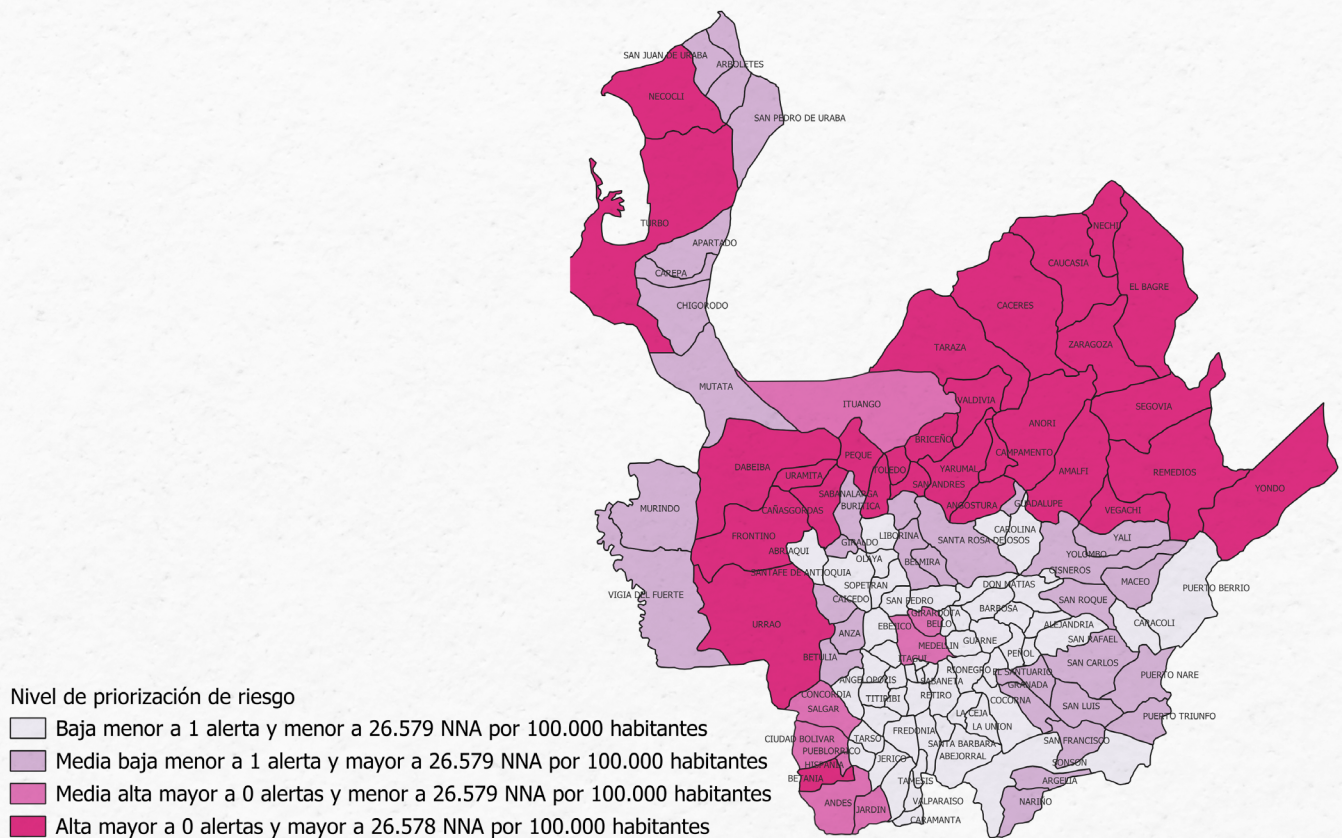 SAN JUAN DE URABA
ARBOLETES
NECOCLI
SAN PEDRO DE URABA
TURBO
APARTADO
CAREPA
CHIGORODO
MUTATA
NECHI
CAUCASIA
EL BAGRE
CACERES
ZARAGOZA
TARAZA
ITUANGO
VALDIVIA
SEGOVIA
ANORI
BRICEÑO
CAMPAMENTO
PEQUE
DABEIBA
TOLEDO
YARUMAL
AMALFI
REMEDIOS
URAMITA
SAN ANDRES
YONDO
SABANALARGA
BURITICA
ANGOSTURA
GUADALUPE
MURINDO
CAÑASGORDAS
VEGACHI
CAROLINA
FRONTINO
LIBORINA
SANTA ROSA DE OSOS
YALI
GIRALDO
ABRIAQUI
YOLOMBO
OLAYA
BELMIRA
CISNEROS
SANTAFE DE ANTIOQUIA
MACEO
SOPETRAN
DON MATIAS
PUERTO BERRIO
VIGIA DEL FUERTE
CAICEDO
SAN PEDRO
SAN ROQUE
BARBOSA
GIRARDOTA
URRAO
EBEJICO
BELLO
ALEJANDRIA
CARACOLI
ANZA
GUARNE
SAN RAFAEL
MEDELLIN
PEÑOL
BETULIA
ITAGUI
SAN CARLOS
RIONEGRO
EL SANTUARIO
PUERTO NARE
ANGELOPOLIS
SABANETA
GRANADA
CONCORDIA
TITIRIBI
RETIRO
COCORNA
SALGAR
SAN LUIS
LA CEJA
PUERTO TRIUNFO
LA UNION
FREDONIA
CIUDAD BOLIVAR
TARSO
SANTA BARBARA
SAN FRANCISCO
PUEBLORRICO
ABEJORRAL
JERICO
HISPANIA
SONSON
BETANIA
TAMESIS
ARGELIA
ANDES
JARDIN
VALPARAISO
NARIÑO
CARAMANTA
Nivel de priorización de riesgo
Baja menor a 1 alerta y menor a 26.579 NNA por 100.000 habitantes
Media baja menor a 1 alerta y mayor a 26.579 NNA por 100.000 habitantes
Media alta mayor a 0 alertas y menor a 26.579 NNA por 100.000 habitantes
Alta mayor a 0 alertas y mayor a 26.578 NNA por 100.000 habitantes